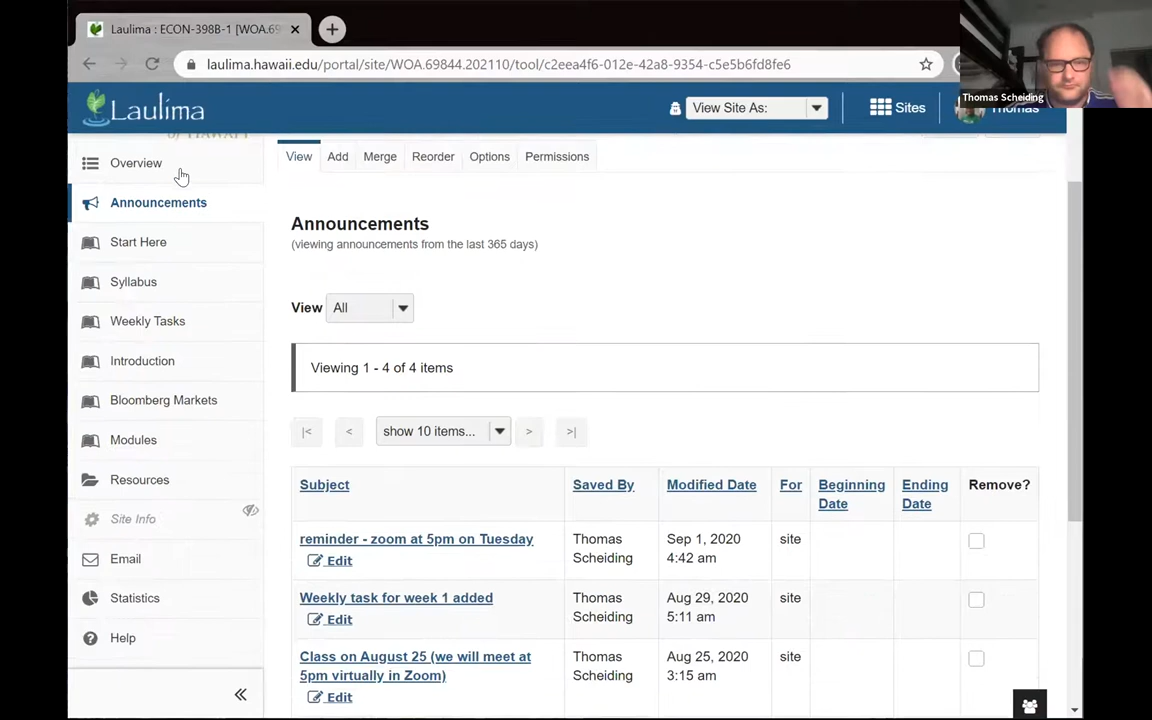 Laulima : ECON-398B-1 [WOA.69
laulima.hawaii.edu/portal/site/WOA.69844.202110/tool/c2eea4f6-012e-42a8-9354-c5e5b6fd8fe6
Thomas Scheiding
Laulima
View Site As:
Sites
Thomas
Overview
Announcements
Start Here
Syllabus
Weekly Tasks
Introduction
Bloomberg Markets
Modules
Resources
Site Info
Email
Statistics
Help
View Add Merge Reorder Options Permissions
Announcements
(viewing announcements from the last 365 days)
View All
Viewing 1 - 4 of 4 items
|< < show 10 items... > >|
Subject Saved By Modified Date For Beginning Date Ending Date Remove?
reminder - zoom at 5pm on Tuesday
Edit
Thomas Scheiding
Sep 1, 2020
4:42 am
site
Weekly task for week 1 added
Edit
Thomas Scheiding
Aug 29, 2020
5:11 am
site
Class on August 25 (we will meet at
5pm virtually in Zoom)
Edit
Thomas Scheiding
Aug 25, 2020
3:15 am
site